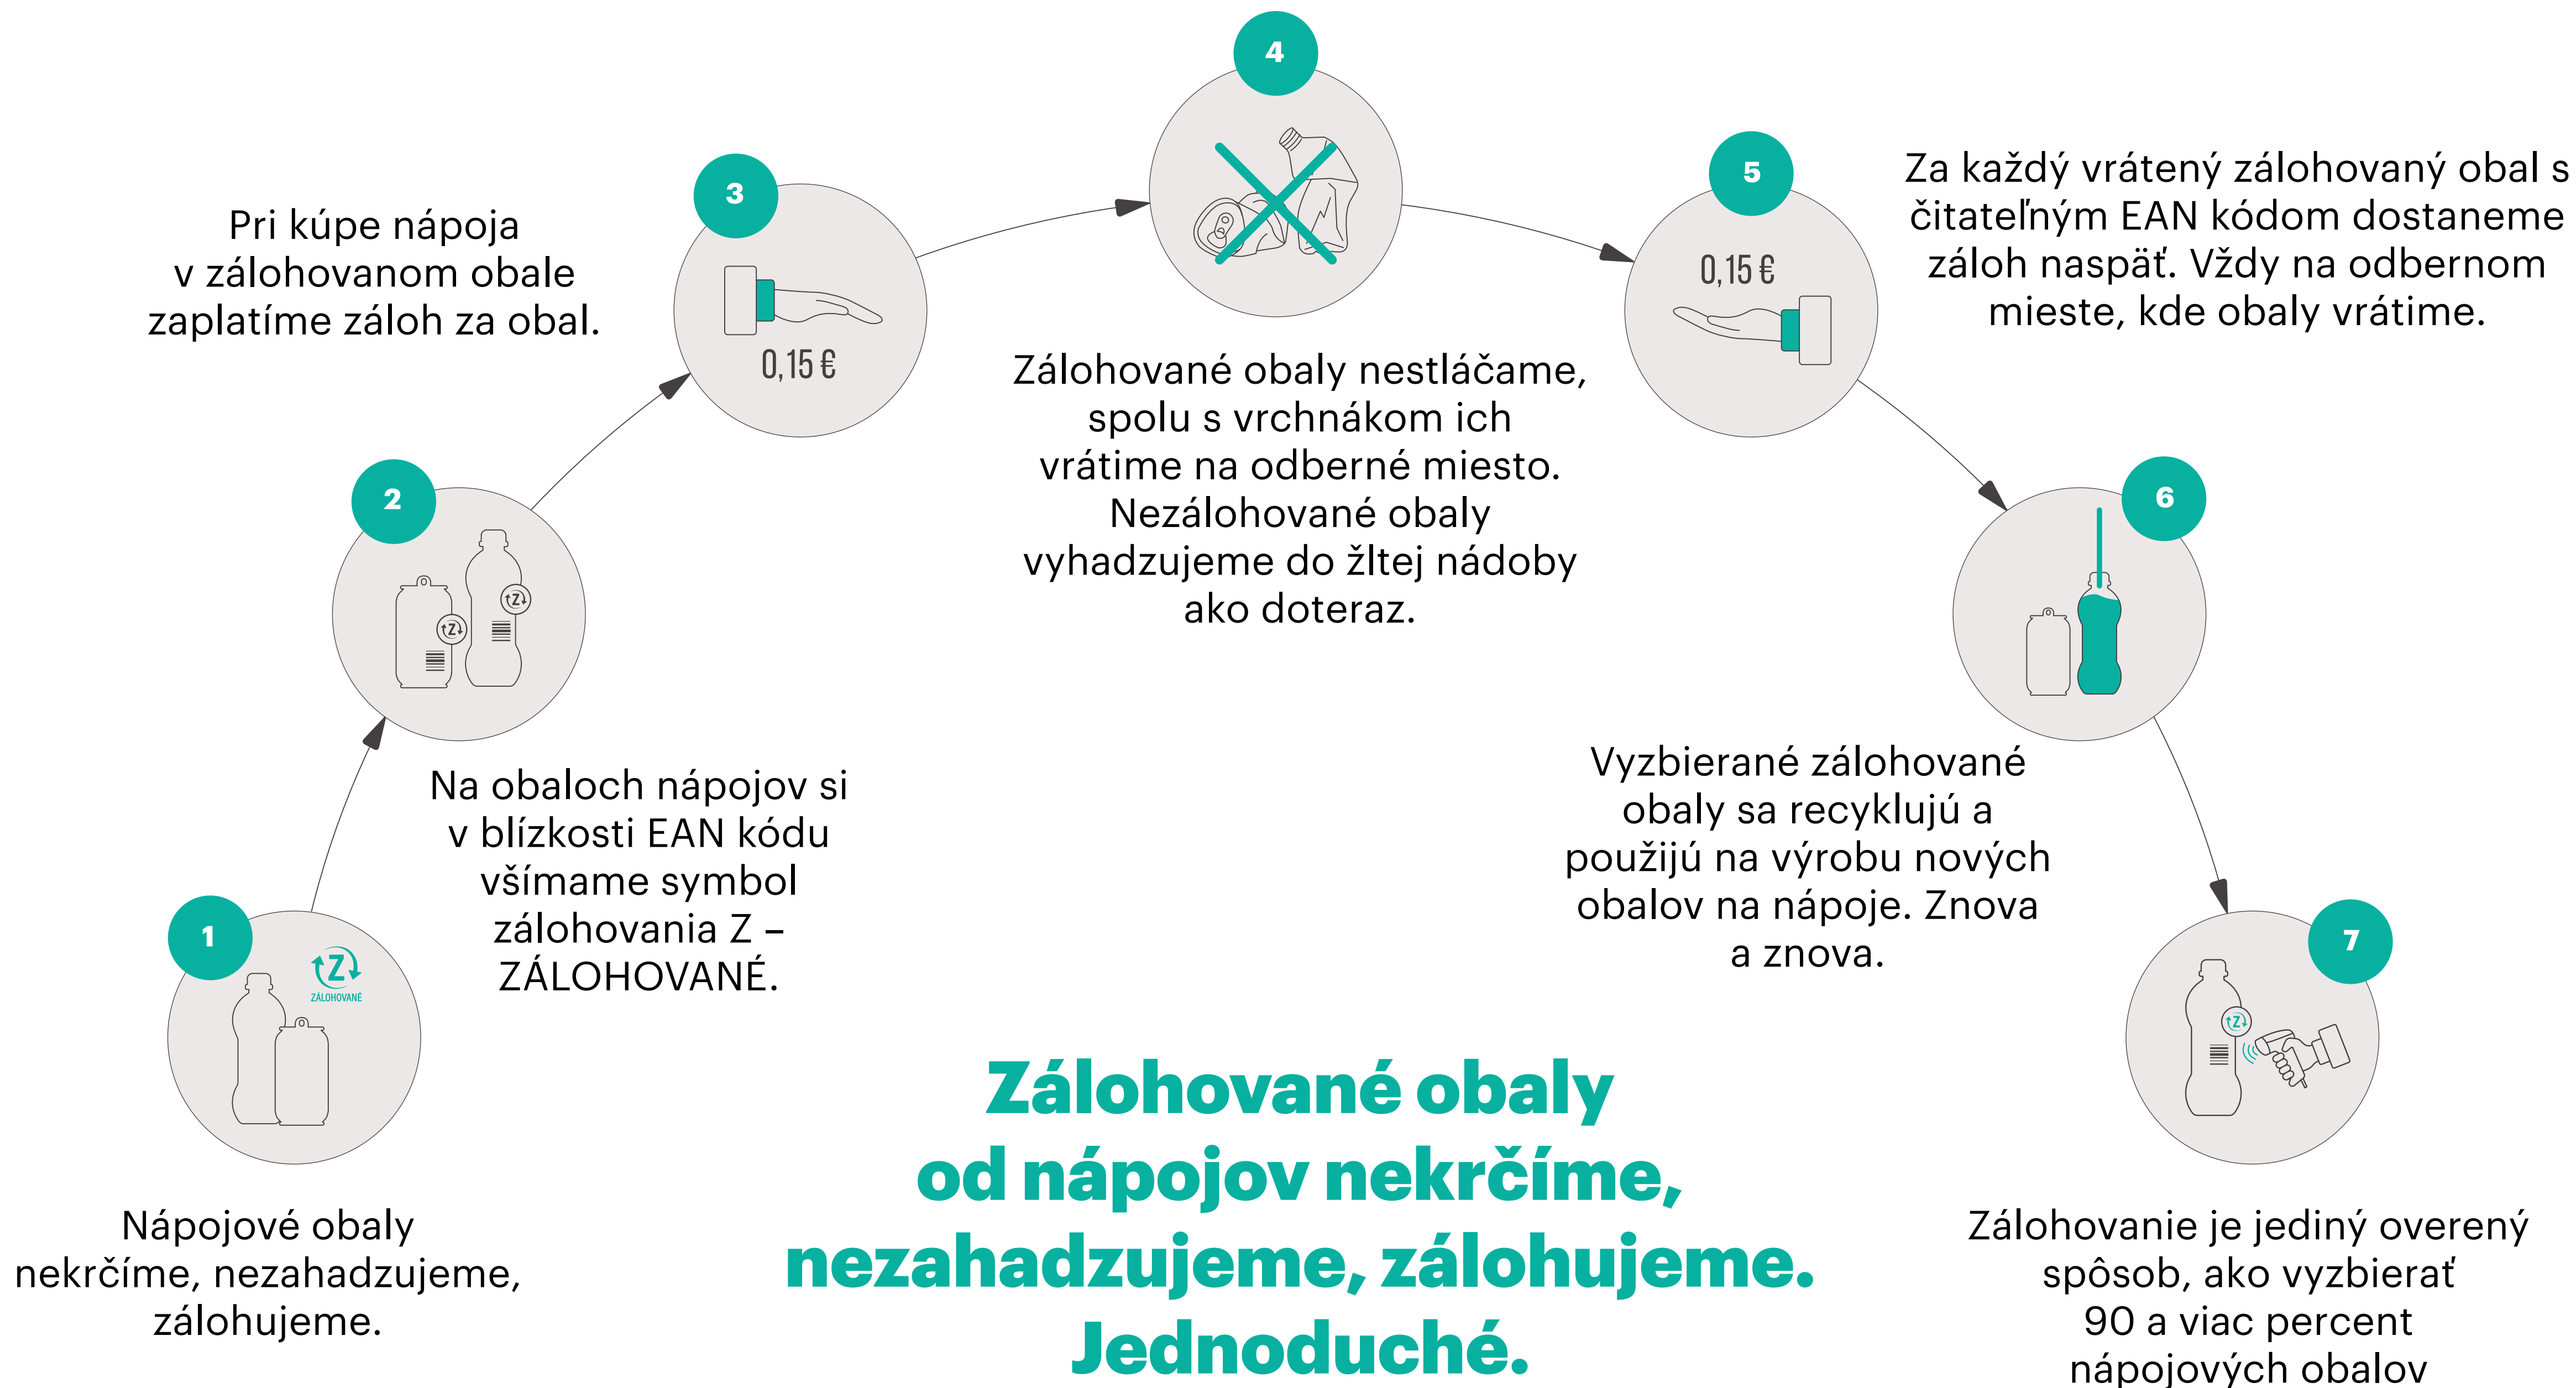 1
Z
ZÁLOHOVANÉ
Nápojové obaly
nekrčíme, nezahadzujeme,
zálohujeme.
2
Z
Z
Na obaloch nápojov si
v blízkosti EAN kódu
všímame symbol
zálohovania Z –
ZÁLOHOVANÉ.
3
Pri kúpe nápoja
v zálohovanom obale
zaplatíme záloh za obal.
0,15 €
4
Zálohované obaly nestláčame,
spolu s vrchnákom ich
vrátime na odberné miesto.
Nezálohované obaly
vyhadzujeme do žltej nádoby
ako doteraz.
5
0,15 €
Za každý vrátený zálohovaný obal s
čitateľným EAN kódom dostaneme
záloh naspäť. Vždy na odbernom
mieste, kde obaly vrátime.
6
Vyzbierané zálohované
obaly sa recyklujú a
použijú na výrobu nových
obalov na nápoje. Znova
a znova.
7
Z
Zálohovanie je jediný overený
spôsob, ako vyzbierať
90 a viac percent
nápojových obalov
Zálohované obaly
od nápojov nekrčíme,
nezahadzujeme, zálohujeme.
Jednoduché.